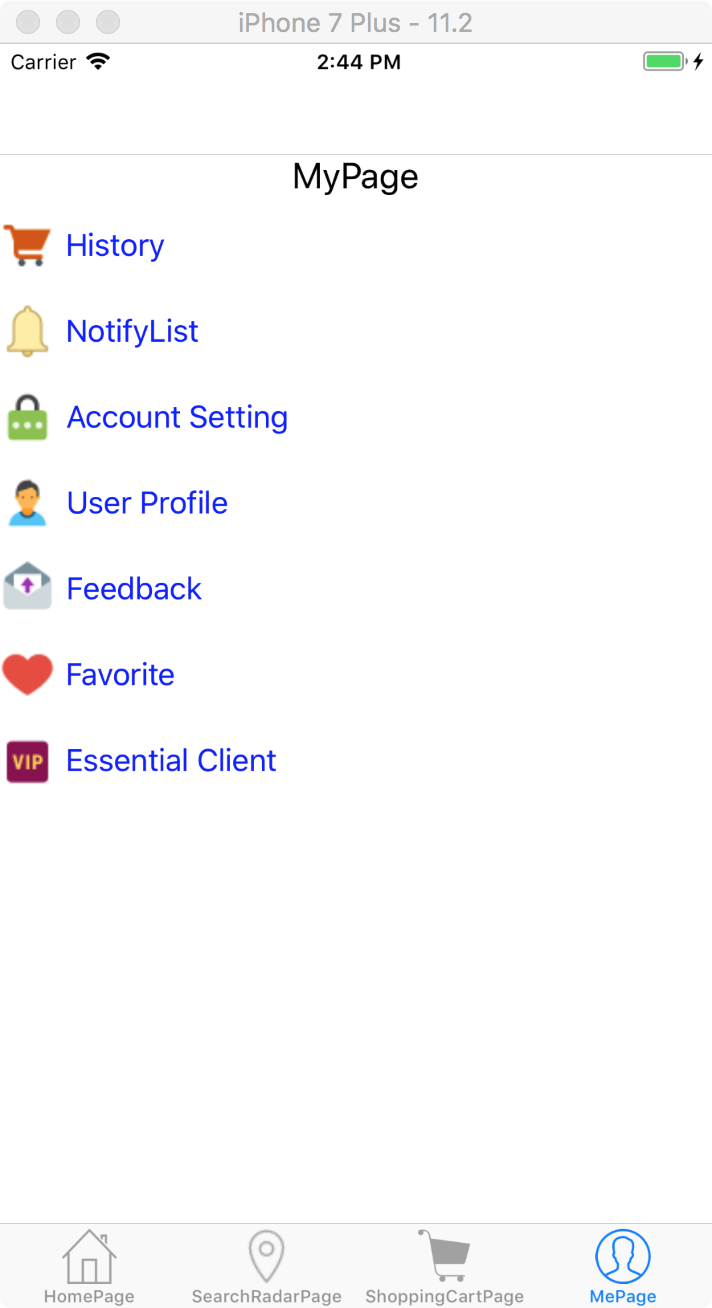 iPhone 7 Plus - 11.2
Carrier 2:44 PM
MyPage
History
NotifyList
Account Setting
User Profile
Feedback
Favorite
VIP Essential Client
HomePage SearchRadarPage ShoppingCartPage MePage